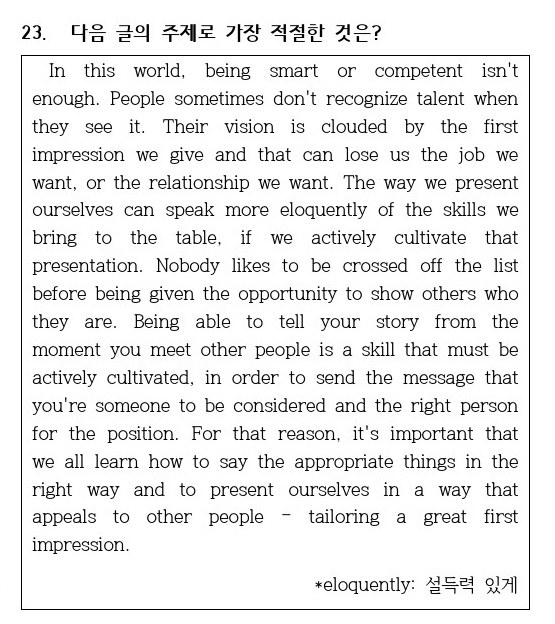 23. 다음 글의 주제로 가장 적절한 것은?
In this world, being smart or competent isn't
enough. People sometimes don't recognize talent when
they see it. Their vision is clouded by the first
impression we give and that can lose us the job we
want, or the relationship we want. The way we present
ourselves can speak more eloquently of the skills we
bring to the table, if we actively cultivate that
presentation. Nobody likes to be crossed off the list
before being given the opportunity to show others who
they are. Being able to tell your story from the
moment you meet other people is a skill that must be
actively cultivated, in order to send the message that
you're someone to be considered and the right person
for the position. For that reason, it's important that
we all learn how to say the appropriate things in the
right way and to present ourselves in a way that
appeals to other people - tailoring a great first
impression.
*eloquently: 설득력 있게